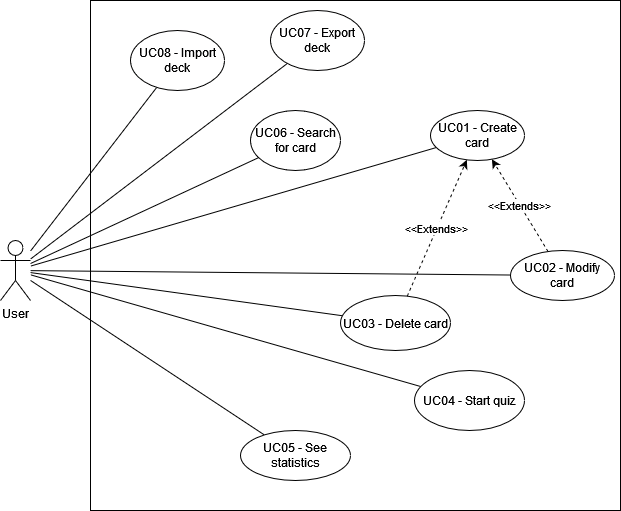 UC07 - Export
deck
UC08 - Import
deck
UC06 - Search
for card
UC01 - Create
card
<<Extends>>
<<Extends>>
UC02 - Modify
card
User
UC03 - Delete card
UC04 - Start quiz
UC05 - See
statistics